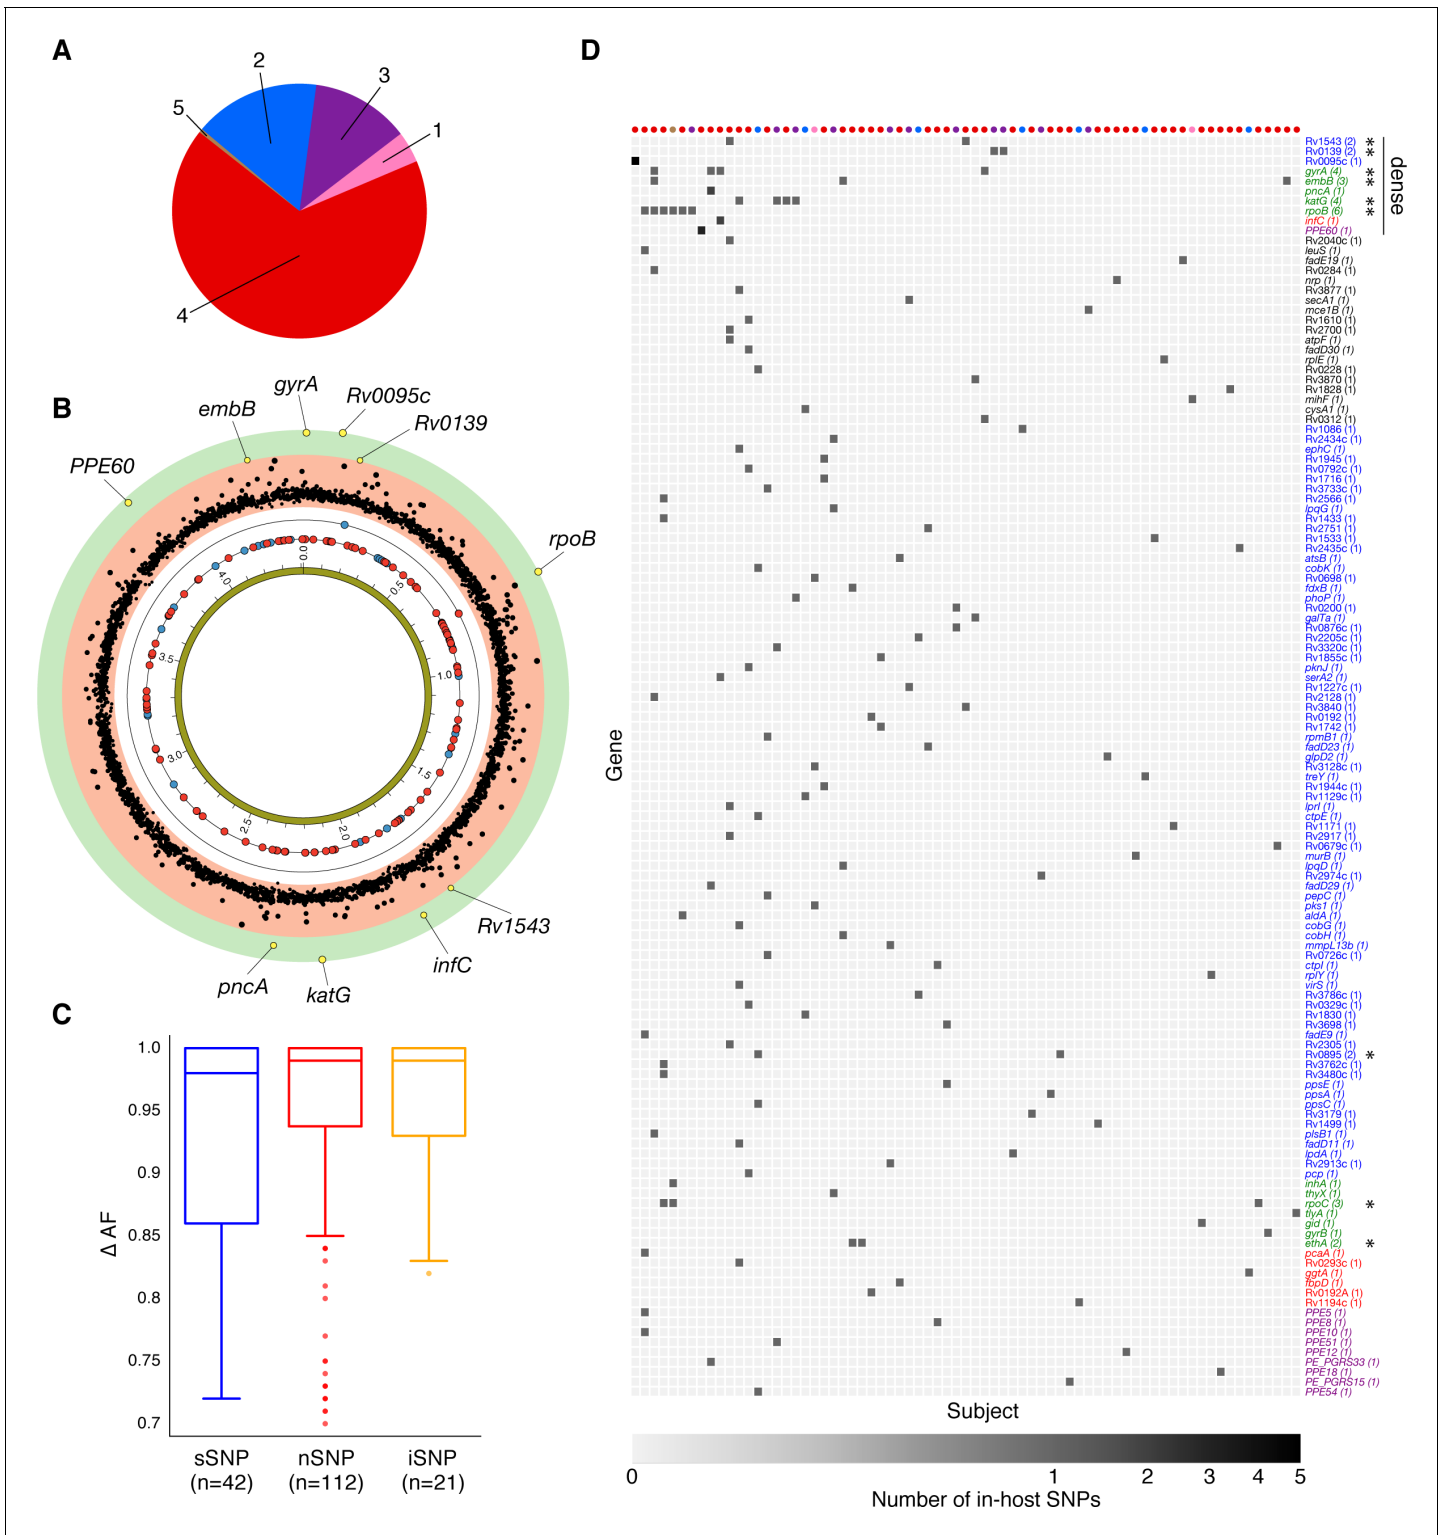 A
2
3
5
1
4
B
gyrA
Rv0095c
embB
Rv0139
PPE60
rpoB
0.0
0.5
1.0
1.5
2.0
2.5
3.0
3.5
4.0
Rv1543
infC
pncA
katG
C
1.0
0.95
0.9
0.85
0.8
0.75
0.7
Δ AF
sSNP
(n=42)
nSNP
(n=112)
iSNP
(n=21)
D
Gene
Rv1543 (2) *
Rv0139 (2) *
Rv0095c (1)
gyrA (4) *
embB (3) *
pncA (1)
katG (4) *
rpoB (6) *
infC (1)
PPE60 (1)
dense
Rv2040c (1)
leuS (1)
fadE19 (1)
Rv0284 (1)
nrp (1)
Rv3877 (1)
secA1 (1)
mce1B (1)
Rv1610 (1)
Rv2700 (1)
atpF (1)
fadD30 (1)
rplE (1)
Rv0228 (1)
Rv3870 (1)
Rv1828 (1)
mihF (1)
cysA1 (1)
Rv0312 (1)
Rv1086 (1)
Rv2434c (1)
ephC (1)
Rv1945 (1)
Rv0792c (1)
Rv1716 (1)
Rv3733c (1)
Rv2566 (1)
lpqG (1)
Rv1433 (1)
Rv2751 (1)
Rv1533 (1)
Rv2435c (1)
atsB (1)
cobK (1)
Rv0698 (1)
fdxB (1)
phoP (1)
Rv0200 (1)
galTa (1)
Rv0876c (1)
Rv2205c (1)
Rv3320c (1)
Rv1855c (1)
pknJ (1)
serA2 (1)
Rv1227c (1)
Rv2128 (1)
Rv3840 (1)
Rv0192 (1)
Rv1742 (1)
rpmB1 (1)
fadD23 (1)
glpD2 (1)
Rv3128c (1)
treY (1)
Rv1944c (1)
Rv1129c (1)
lprI (1)
ctpE (1)
Rv1171 (1)
Rv2917 (1)
Rv0679c (1)
murB (1)
lpqD (1)
Rv2974c (1)
fadD29 (1)
pepC (1)
pks1 (1)
aldA (1)
cobG (1)
cobH (1)
mmpL13b (1)
Rv0726c (1)
ctpI (1)
rplY (1)
virS (1)
Rv3786c (1)
Rv0329c (1)
Rv1830 (1)
Rv3698 (1)
fadE9 (1)
Rv2305 (1)
Rv0895 (2) *
Rv3762c (1)
Rv3480c (1)
ppsE (1)
ppsA (1)
ppsC (1)
Rv3179 (1)
Rv1499 (1)
plsB1 (1)
fadD11 (1)
lpdA (1)
Rv2913c (1)
pcp (1)
inhA (1)
thyX (1)
rpoC (3) *
tlyA (1)
gid (1)
gyrB (1)
ethA (2) *
pcaA (1)
Rv0293c (1)
ggtA (1)
fbpD (1)
Rv0192A (1)
Rv1194c (1)
PPE5 (1)
PPE8 (1)
PPE10 (1)
PPE51 (1)
PPE12 (1)
PE_PGRS33 (1)
PPE18 (1)
PE_PGRS15 (1)
PPE54 (1)
Subject
0 1 2 3 4 5
Number of in-host SNPs